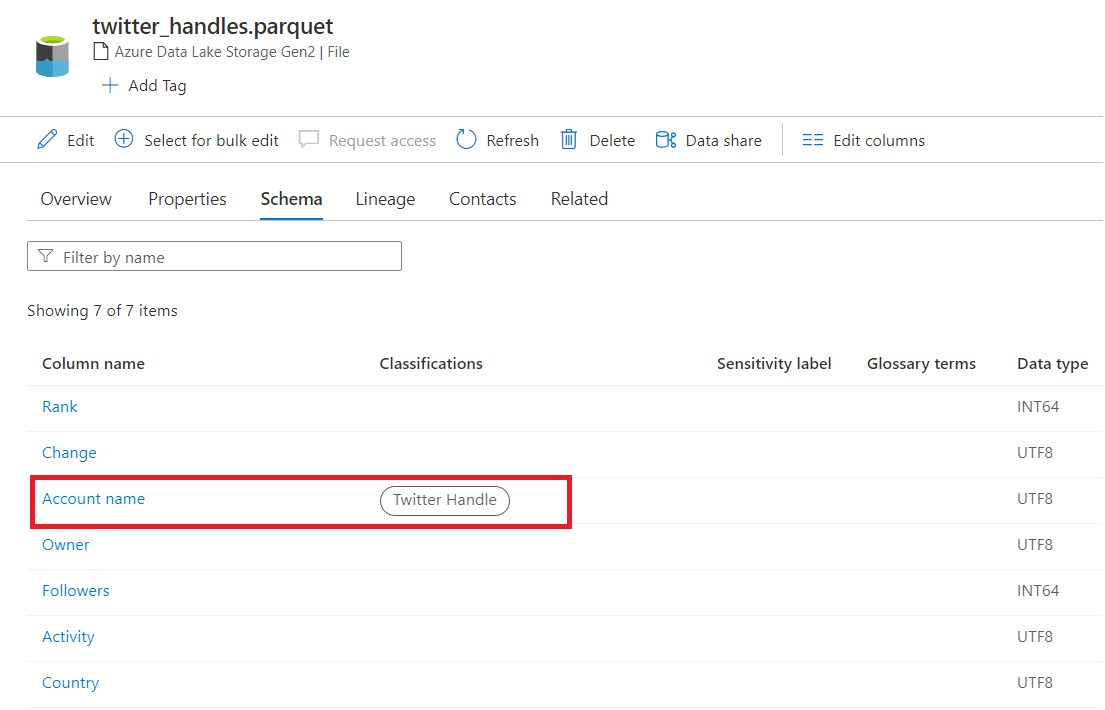 twitter_handles.parquet
Azure Data Lake Storage Gen2 | File
Add Tag
Edit Select for bulk edit Request access Refresh Delete Data share Edit columns
Overview Properties Schema Lineage Contacts Related
Filter by name
Showing 7 of 7 items
Column name Classifications Sensitivity label Glossary terms Data type
Rank INT64
Change UTF8
Account name Twitter Handle UTF8
Owner UTF8
Followers INT64
Activity UTF8
Country UTF8